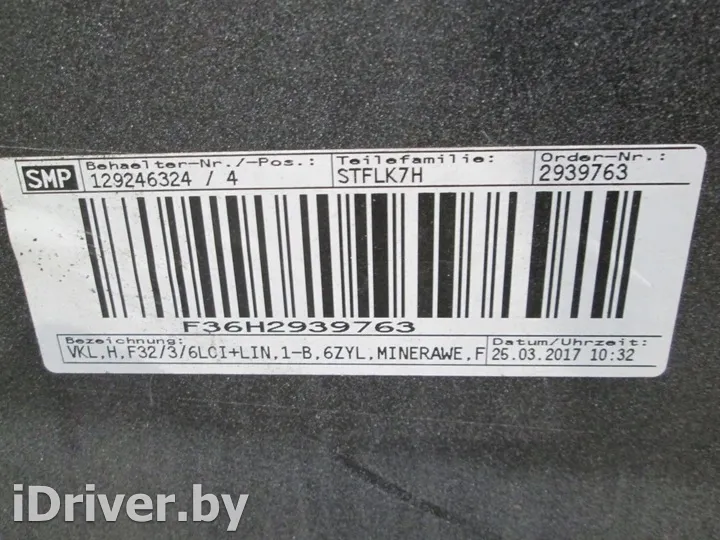 SMP
Behaelter-Nr./-Pos.: Teilefamilie: Order-Nr.:
129246324 / 4 STFLK7H 2939763
F36H2939763
Bezeichnung: Datum/Uhrzeit:
VKL,H,F32/3/6LCI+LIN,1-B,6ZYL,MINERAWE,F 25.03.2017 10:32
iDriver.by